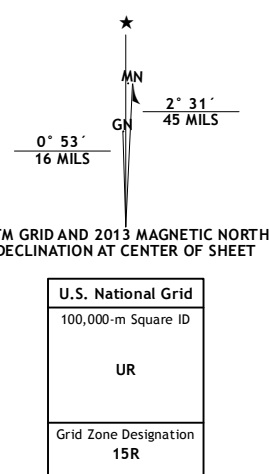 ★
MN
GN
2° 31´
45 MILS
0° 53´
16 MILS
TM GRID AND 2013 MAGNETIC NORTH
DECLINATION AT CENTER OF SHEET
U.S. National Grid
100,000-m Square ID
UR
Grid Zone Designation
15R